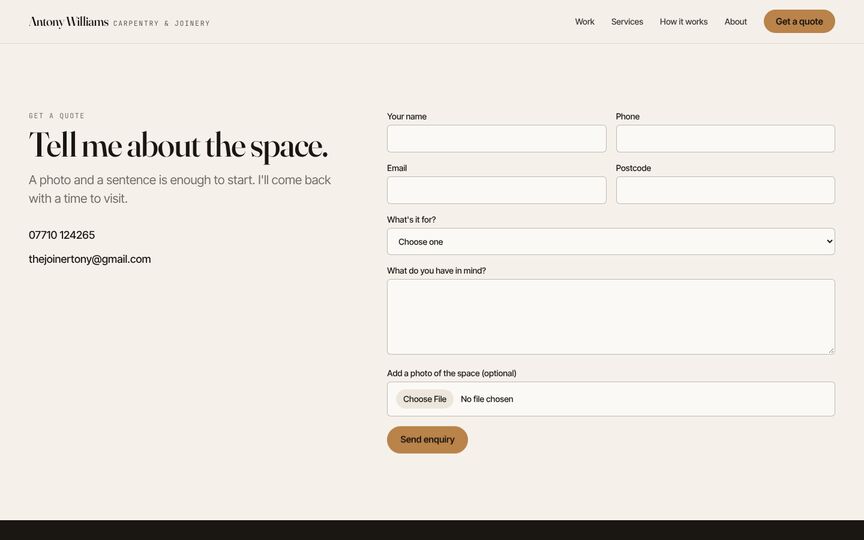 Antony Williams CARPENTRY & JOINERY
Work Services How it works About Get a quote
GET A QUOTE
Tell me about the space.
A photo and a sentence is enough to start. I'll come back
with a time to visit.
07710 124265
thejoinertony@gmail.com
Your name Phone
Email Postcode
What's it for?
Choose one
What do you have in mind?
Add a photo of the space (optional)
Choose File No file chosen
Send enquiry